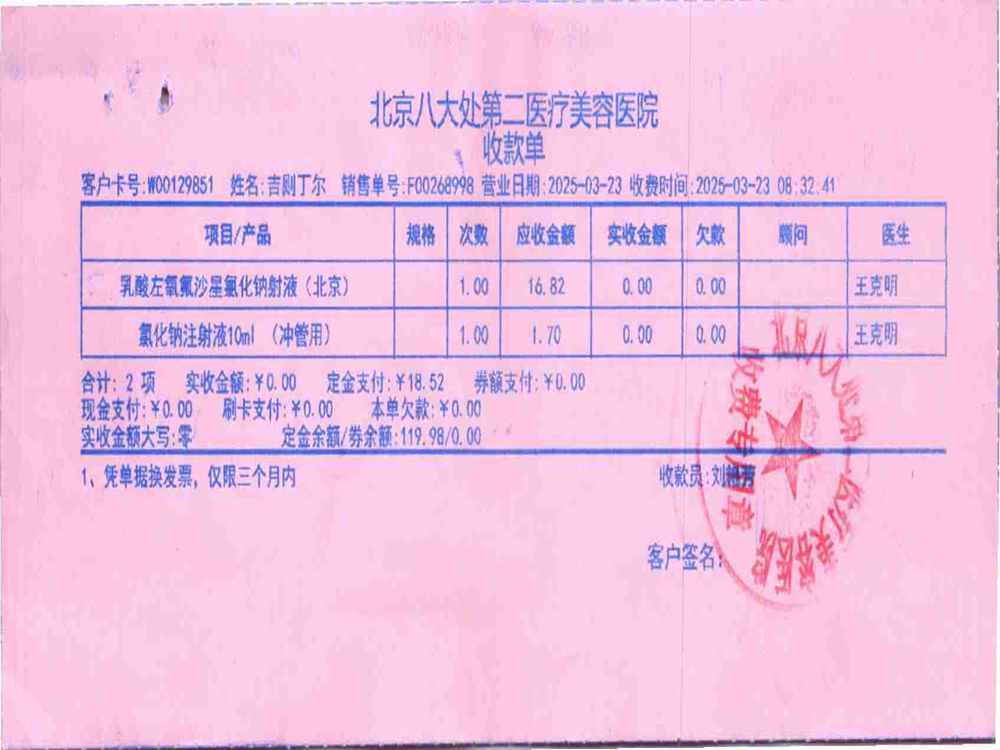 北京八大处第二医疗美容医院
收款单
客户卡号:W00129851 姓名:吉则丁尔 销售单号:F00268998 营业日期:2025-03-23 收费时间:2025-03-23 08:32:41
项目/产品 规格 次数 应收金额 实收金额 欠款 顾问 医生
乳酸左氧氟沙星氯化钠射液（北京） 1.00 16.82 0.00 0.00 王克明
氯化钠注射液10ml （冲管用） 1.00 1.70 0.00 0.00 王克明
合计: 2 项 实收金额:¥0.00 定金支付:¥18.52 券额支付:¥0.00
现金支付:¥0.00 刷卡支付:¥0.00 本单欠款:¥0.00
实收金额大写:零 定金余额/券余额:119.98/0.00
1、凭单据换发票，仅限三个月内 收款员:刘
客户签名:
收费专用章